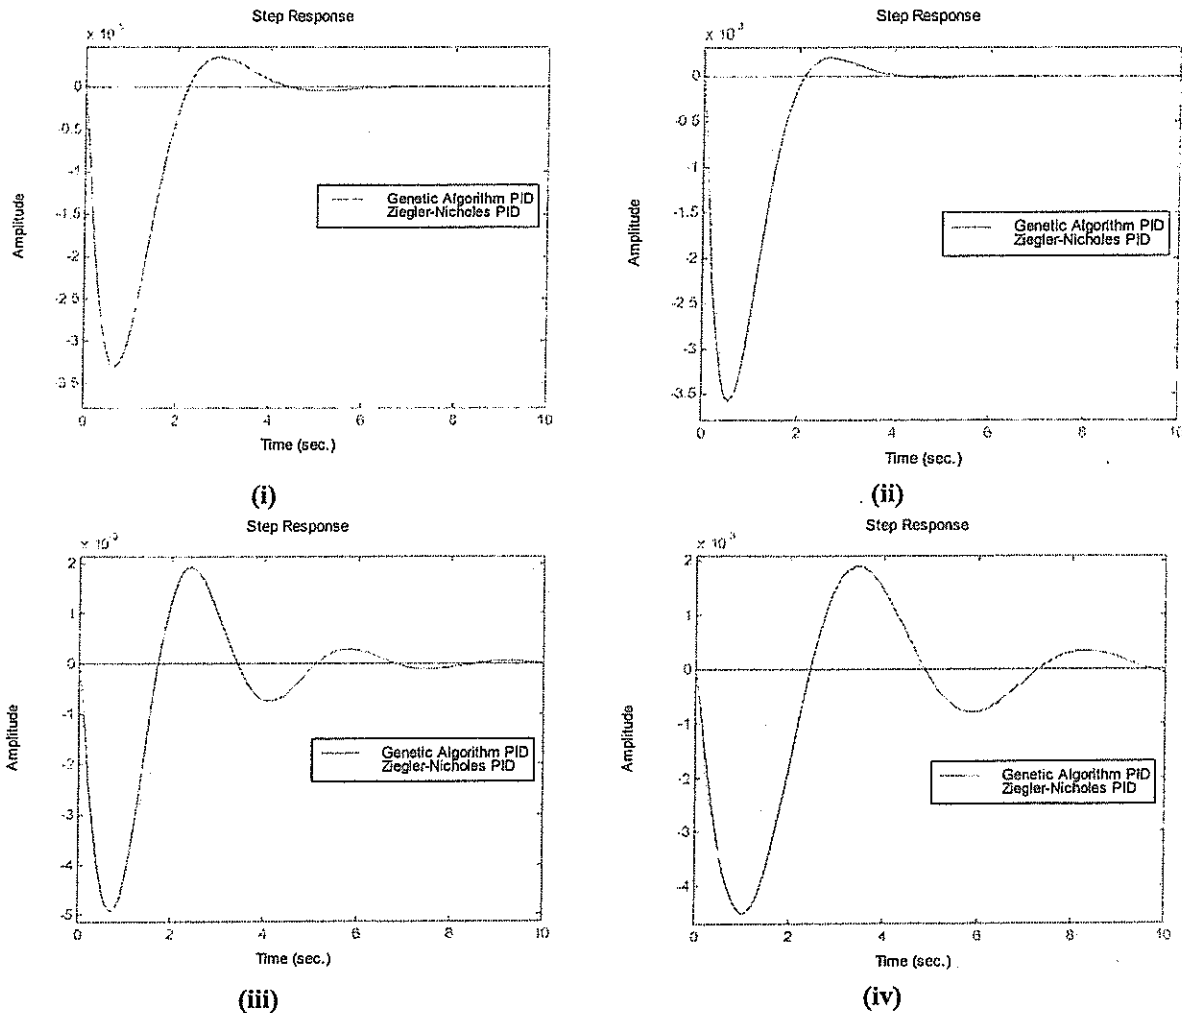 Step Response
Amplitude
0
-0.5
-1
-1.5
-2
-2.5
-3
-3.5
Genetic Algorithm PID
Ziegler-Nicholes PID
0 2 4 6 8 10
Time (sec.)
(i)
Step Response
x 10⁻³
Amplitude
0
-0.5
-1
-1.5
-2
-2.5
-3
-3.5
Genetic Algorithm PID
Ziegler-Nicholes PID
0 2 4 6 8 10
Time (sec.)
(ii)
Step Response
x 10⁻³
Amplitude
2
1
0
-1
-2
-3
-4
-5
Genetic Algorithm PID
Ziegler-Nicholes PID
0 2 4 6 8 10
Time (sec.)
(iii)
Step Response
x 10⁻³
Amplitude
2
1
0
-1
-2
-3
-4
Genetic Algorithm PID
Ziegler-Nicholes PID
0 2 4 6 8 10
Time (sec.)
(iv)